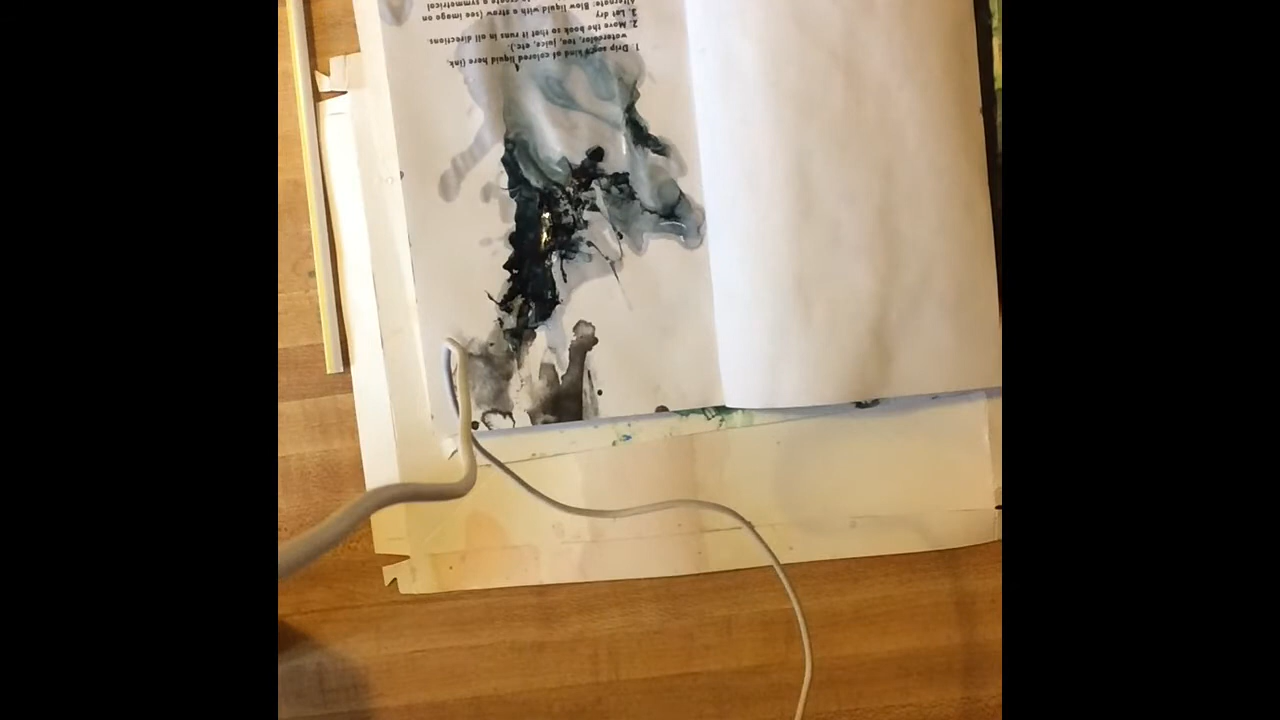 1. Drip some kind of colored liquid here (ink,
watercolor, tea, juice, etc.).
2. Move the book so that it runs in all directions.
3. Let dry
Alternate: Blow liquid with a straw (see image on
to create a symmetrical